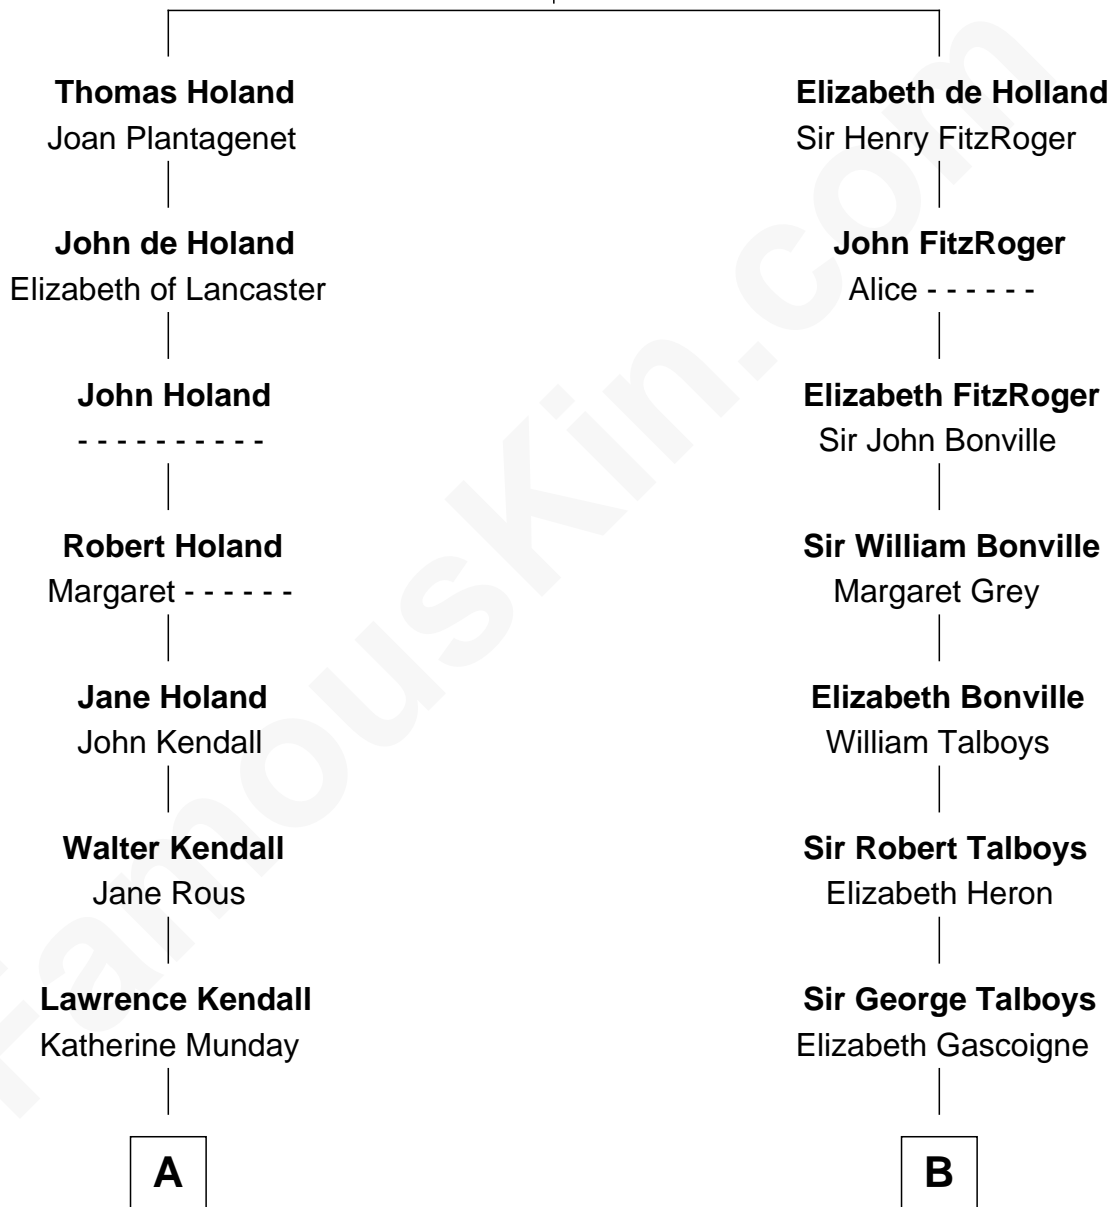 Thomas Holand
Joan Plantagenet
John de Holand
Elizabeth of Lancaster
John Holand
- - - - - - - - - -
Robert Holand
Margaret - - - - - -
Jane Holand
John Kendall
Walter Kendall
Jane Rous
Lawrence Kendall
Katherine Munday
A
Elizabeth de Holland
Sir Henry FitzRoger
John FitzRoger
Alice - - - - - -
Elizabeth FitzRoger
Sir John Bonville
Sir William Bonville
Margaret Grey
Elizabeth Bonville
William Talboys
Sir Robert Talboys
Elizabeth Heron
Sir George Talboys
Elizabeth Gascoigne
B
FamousKin.com